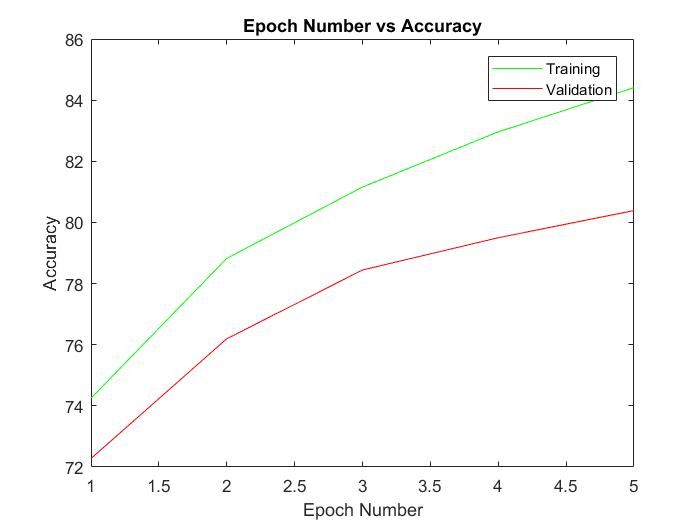 Epoch Number vs Accuracy
86
84
82
80
78
76
74
72
Accuracy
Training
Validation
1 1.5 2 2.5 3 3.5 4 4.5 5
Epoch Number